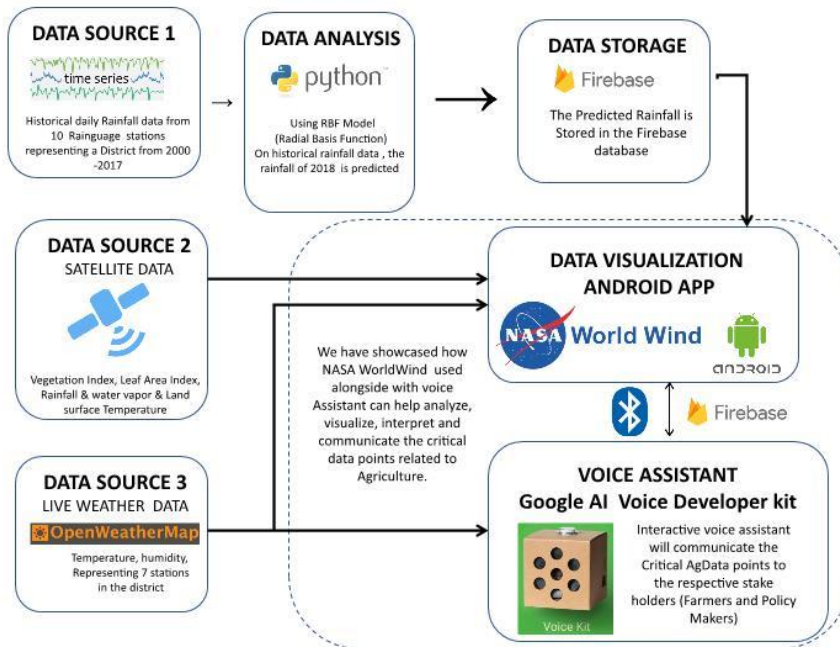 DATA SOURCE 1
time series
Historical daily Rainfall data from
10 Rainguage stations
representing a District from 2000
-2017
DATA ANALYSIS
python™
Using RBF Model
(Radial Basis Function)
On historical rainfall data , the
rainfall of 2018 is predicted
DATA STORAGE
Firebase
The Predicted Rainfall is
Stored in the Firebase
database
DATA SOURCE 2
SATELLITE DATA
Vegetation Index, Leaf Area Index,
Rainfall & water vapor & Land
surface Temperature
DATA VISUALIZATION
ANDROID APP
NASA World Wind
ANDROID
We have showcased how
NASA WorldWind used
alongside with voice
Assistant can help analyze,
visualize, interpret and
communicate the critical
data points related to
Agriculture.
Firebase
DATA SOURCE 3
LIVE WEATHER DATA
OpenWeatherMap
Temperature, humidity,
Representing 7 stations
in the district
VOICE ASSISTANT
Google AI Voice Developer kit
Voice Kit
Interactive voice assistant
will communicate the
Critical AgData points to
the respective stake
holders (Farmers and Policy
Makers)